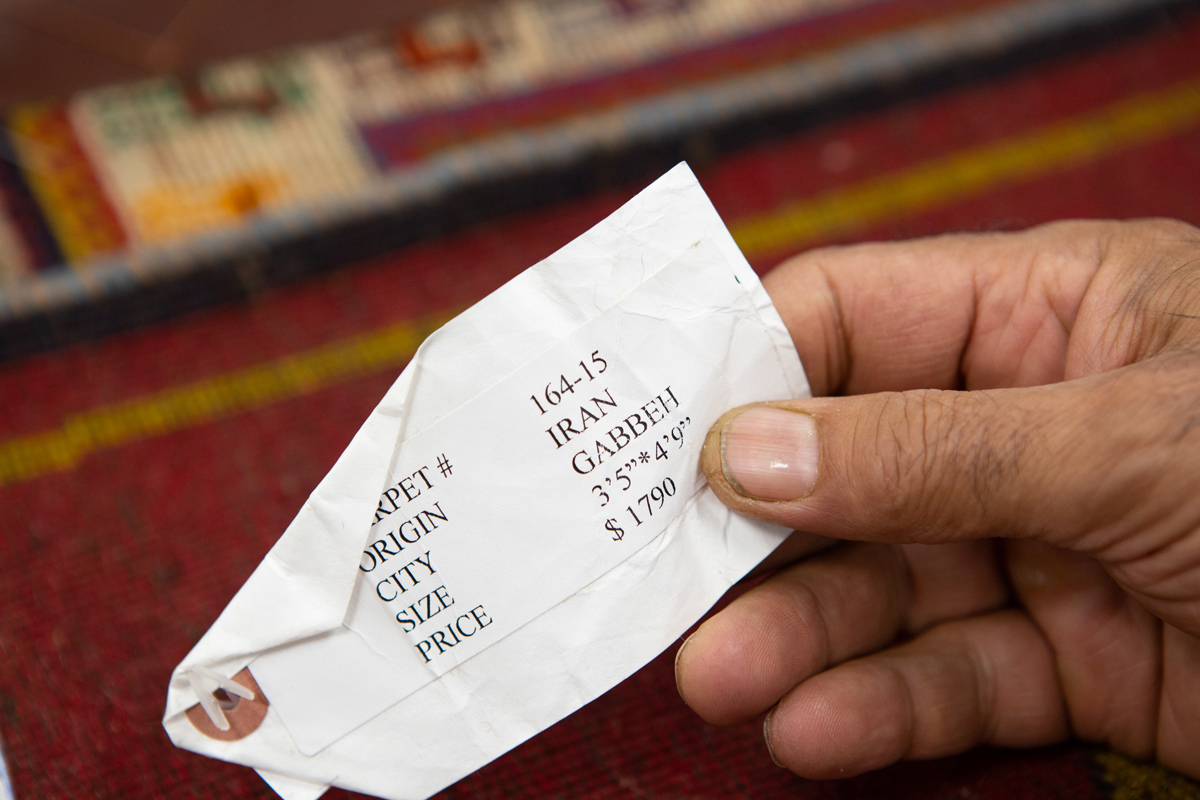 RPET # 164-15
ORIGIN IRAN
CITY GABBEH
SIZE 3’5”*4’9”
PRICE $ 1790